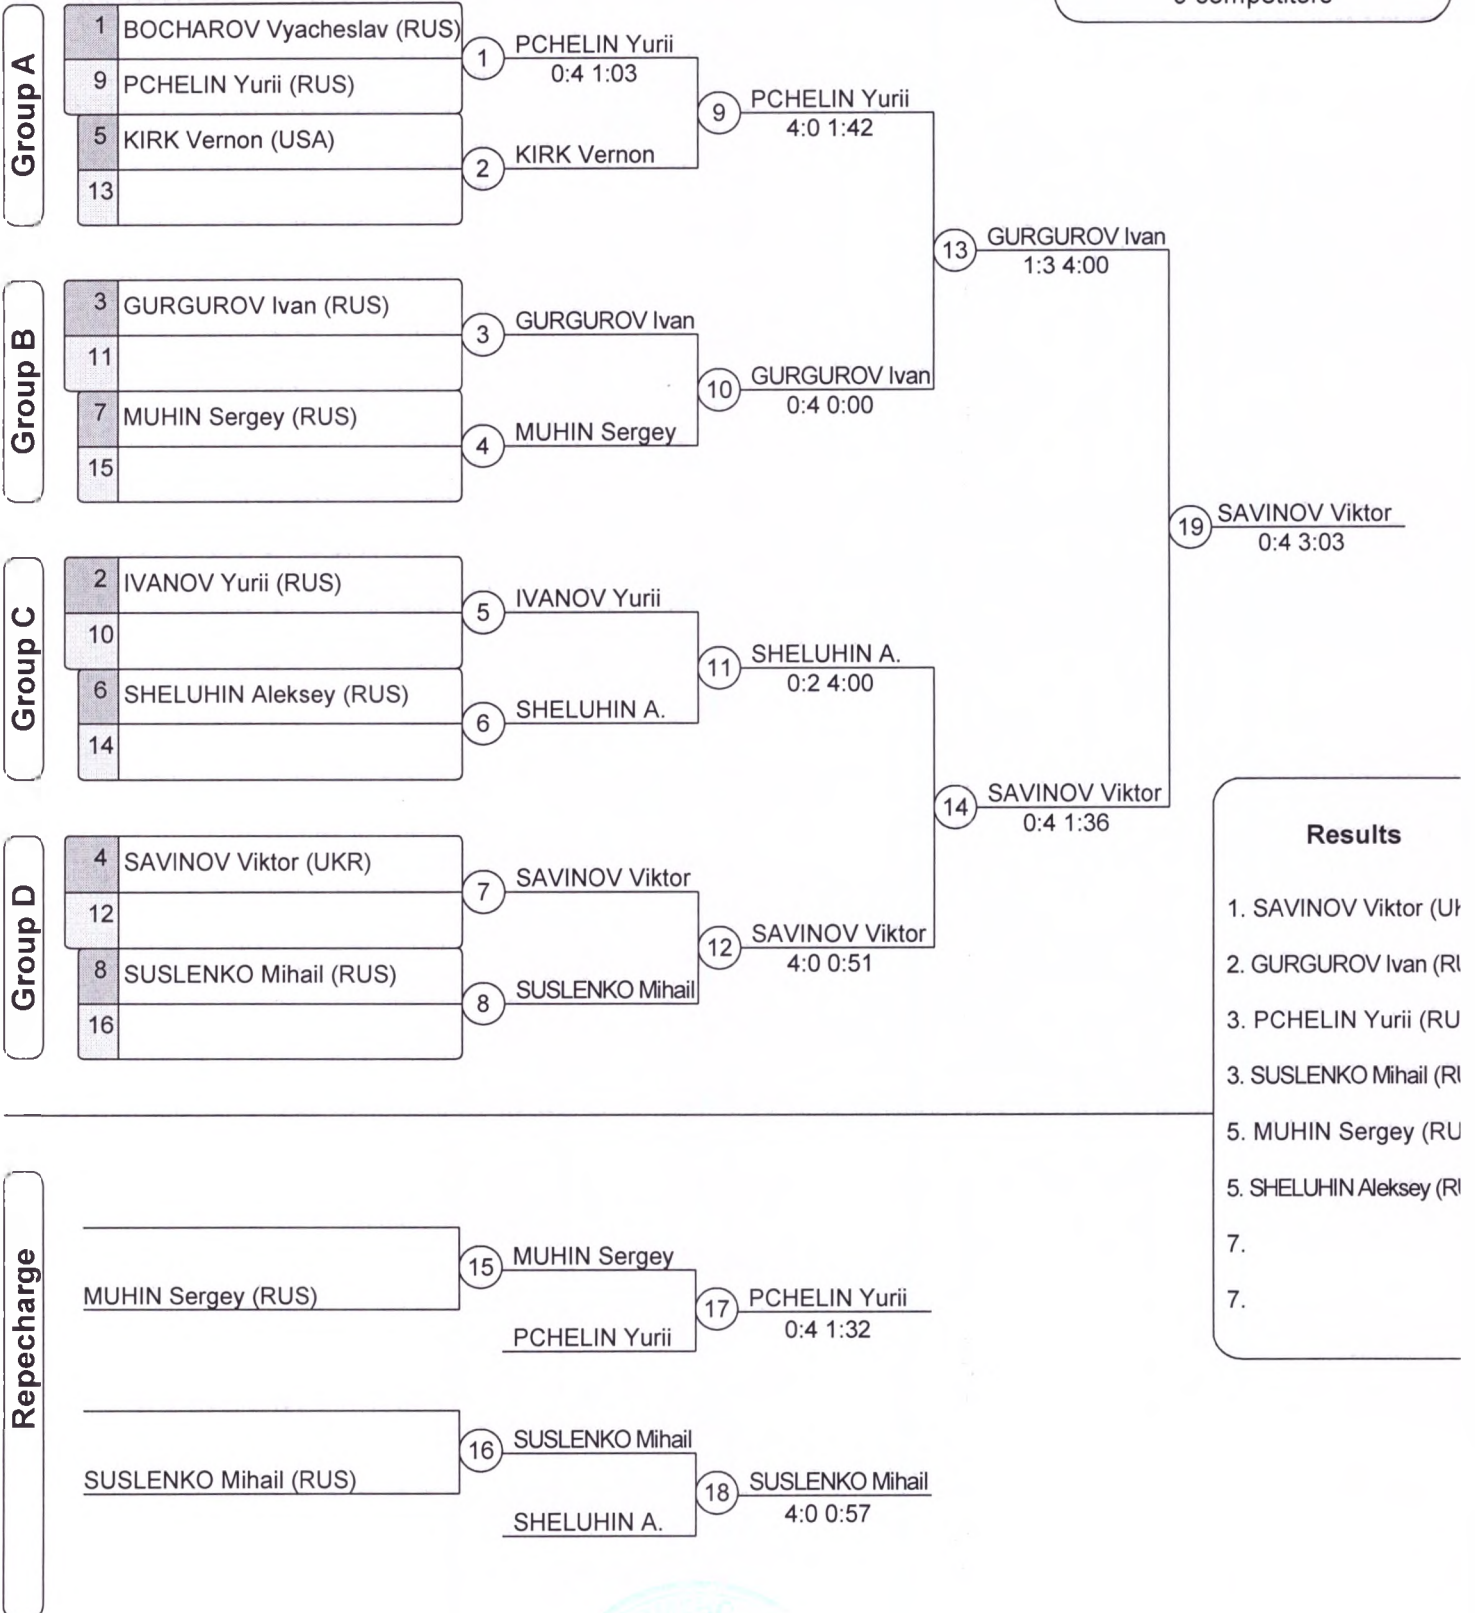 competitors
Group A
1 BOCHAROV Vyacheslav (RUS)
9 PCHELIN Yurii (RUS)
5 KIRK Vernon (USA)
13
1 PCHELIN Yurii
0:4 1:03
2 KIRK Vernon
9 PCHELIN Yurii
4:0 1:42
Group B
3 GURGUROV Ivan (RUS)
11
7 MUHIN Sergey (RUS)
15
3 GURGUROV Ivan
4 MUHIN Sergey
10 GURGUROV Ivan
0:4 0:00
13 GURGUROV Ivan
1:3 4:00
Group C
2 IVANOV Yurii (RUS)
10
6 SHELUHIN Aleksey (RUS)
14
5 IVANOV Yurii
6 SHELUHIN A.
11 SHELUHIN A.
0:2 4:00
Group D
4 SAVINOV Viktor (UKR)
12
8 SUSLENKO Mihail (RUS)
16
7 SAVINOV Viktor
8 SUSLENKO Mihail
12 SAVINOV Viktor
4:0 0:51
14 SAVINOV Viktor
0:4 1:36
19 SAVINOV Viktor
0:4 3:03
Results
1. SAVINOV Viktor (U
2. GURGUROV Ivan (R
3. PCHELIN Yurii (RU
3. SUSLENKO Mihail (R
5. MUHIN Sergey (RU
5. SHELUHIN Aleksey (R
7.
7.
Repecharge
MUHIN Sergey (RUS)
15 MUHIN Sergey
PCHELIN Yurii
17 PCHELIN Yurii
0:4 1:32
SUSLENKO Mihail (RUS)
16 SUSLENKO Mihail
SHELUHIN A.
18 SUSLENKO Mihail
4:0 0:57